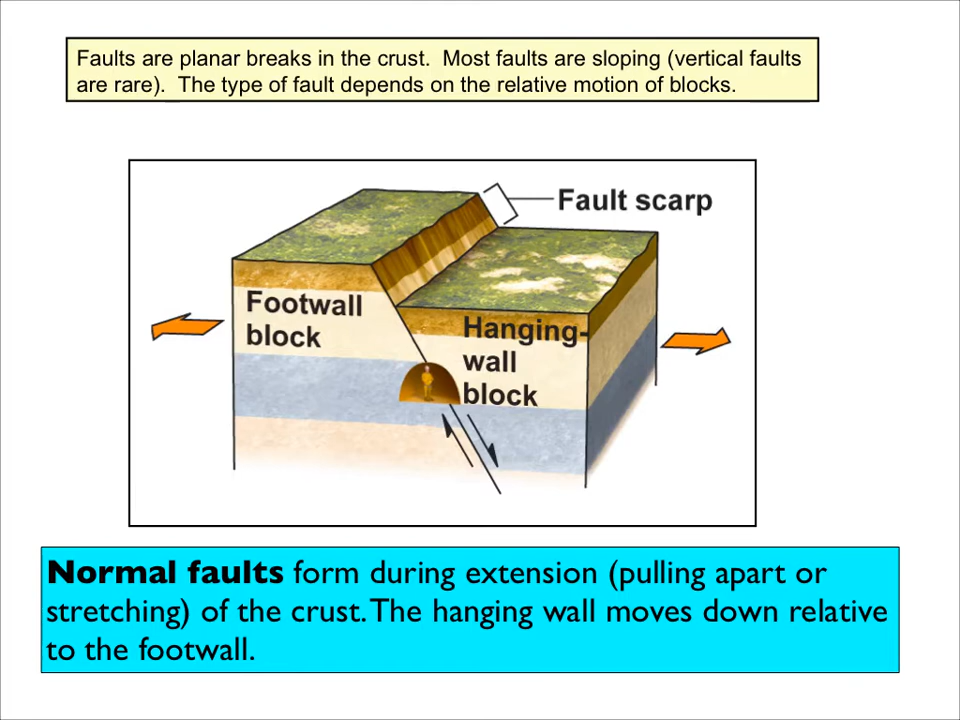 Faults are planar breaks in the crust.  Most faults are sloping (vertical faults
are rare).  The type of fault depends on the relative motion of blocks.
Fault scarp
Footwall
block
Hanging-
wall
block
Normal faults form during extension (pulling apart or
stretching) of the crust. The hanging wall moves down relative
to the footwall.